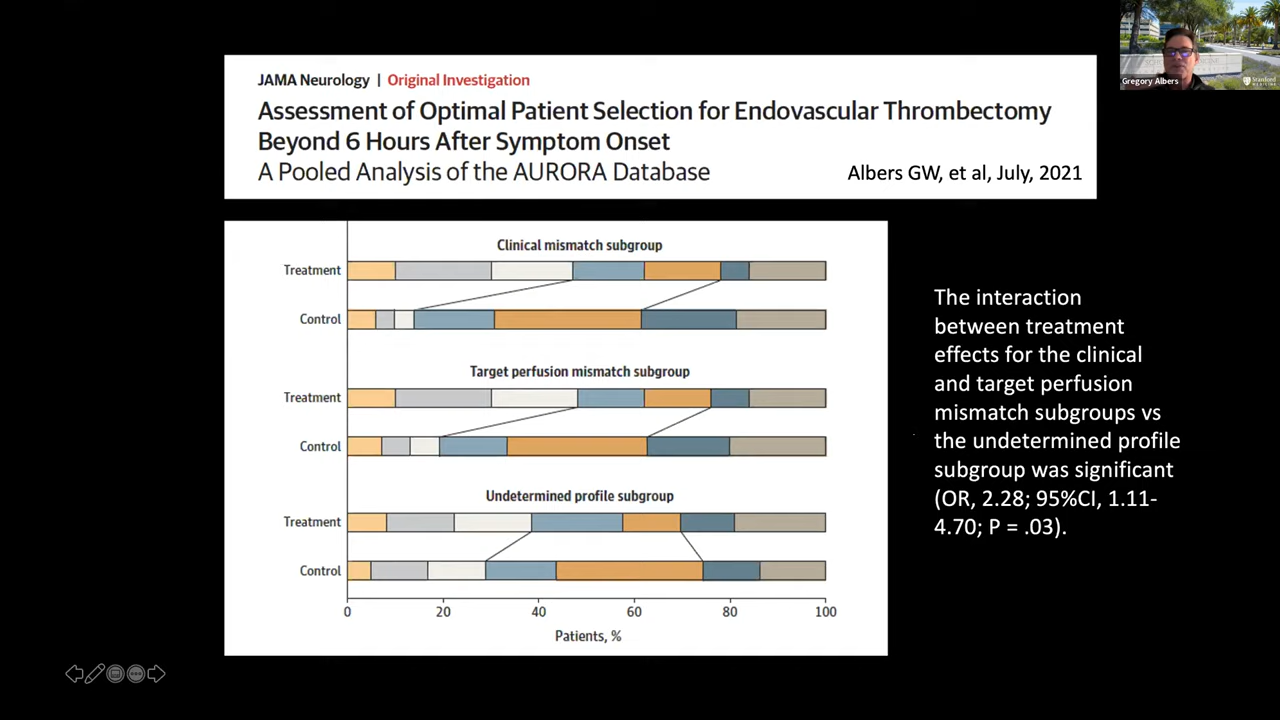 JAMA Neurology | Original Investigation
Assessment of Optimal Patient Selection for Endovascular Thrombectomy
Beyond 6 Hours After Symptom Onset
A Pooled Analysis of the AURORA Database
Albers GW, et al, July, 2021
Clinical mismatch subgroup
Treatment
Control
Target perfusion mismatch subgroup
Treatment
Control
Undetermined profile subgroup
Treatment
Control
0 20 40 60 80 100
Patients, %
The interaction
between treatment
effects for the clinical
and target perfusion
mismatch subgroups vs
the undetermined profile
subgroup was significant
(OR, 2.28; 95%CI, 1.11-
4.70; P = .03).
Gregory Albers
Stanford